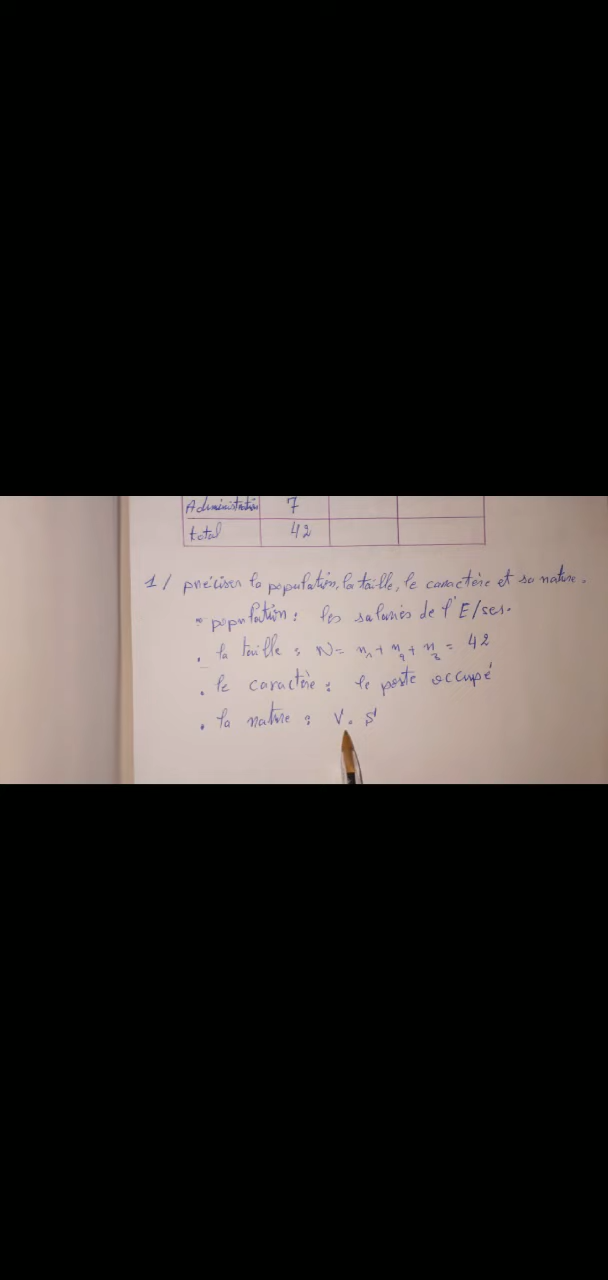 Administration 7
total 42
1/ préciser la population, la taille, le caractère et sa nature.
• population : les salariés de l'E/ses.
• la taille : N = n₁ + n₂ + n₃ = 42
• le caractère : le poste occupé
• la nature : V. S